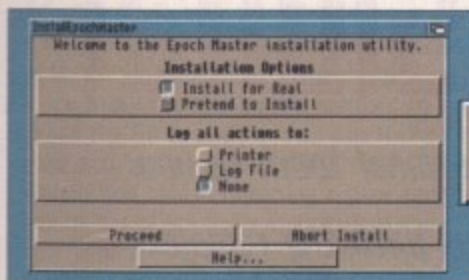 InstallEpochMaster
Welcome to the Epoch Master installation utility.
Installation Options
Install for Real
Pretend to Install
Log all actions to:
Printer
Log File
None
Proceed
Abort Install
Help...